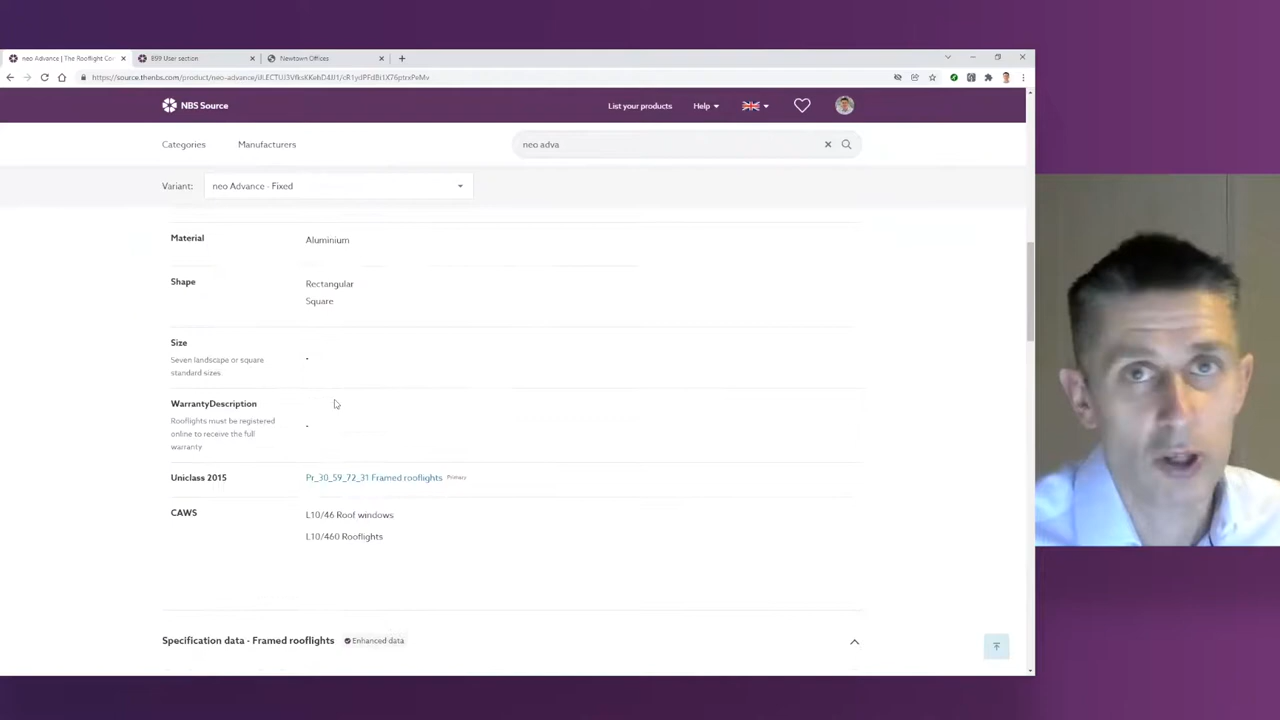 neo Advance | The Rooflight Co
899 User section
Newtown Offices
NBS Source
List your products
Help
Categories
Manufacturers
neo adva
Variant:
neo Advance - Fixed
Material
Aluminium
Shape
Rectangular
Square
Size
Seven landscape or square
standard sizes
-
WarrantyDescription
Rooflights must be registered
online to receive the full
warranty
-
Uniclass 2015
Pr_30_59_72_31 Framed rooflights Primary
CAWS
L10/46 Roof windows
L10/460 Rooflights
Specification data - Framed rooflights
Enhanced data